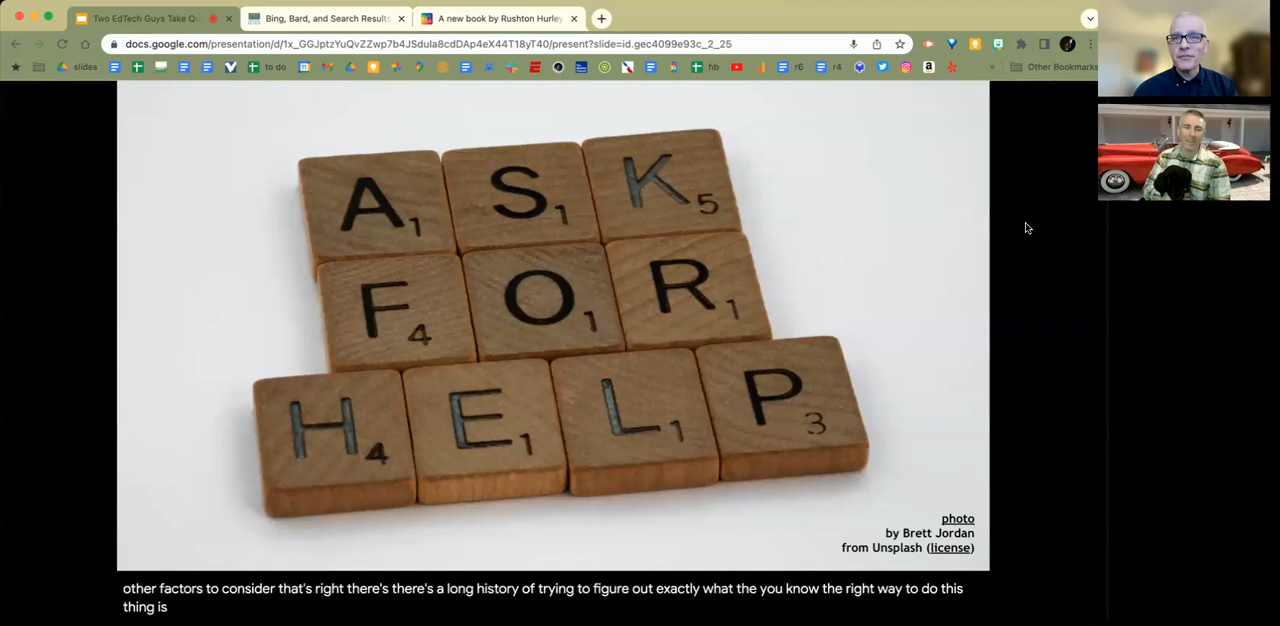 Two EdTech Guys Take Qu
Bing, Bard, and Search Results
A new book by Rushton Hurley
docs.google.com/presentation/d/1x_GGJptzYuQvZZwp7b4JSdula8cdDAp4eX44T18yT40/present?slide=id.gec4099e93c_2_25
slides
to do
31
hb
r6
r4
a
»
Other Bookmarks
A1 S1 K5
F4 O1 R1
H4 E1 L1 P3
photo
by Brett Jordan
from Unsplash (license)
other factors to consider that's right there's there's a long history of trying to figure out exactly what the you know the right way to do this
thing is